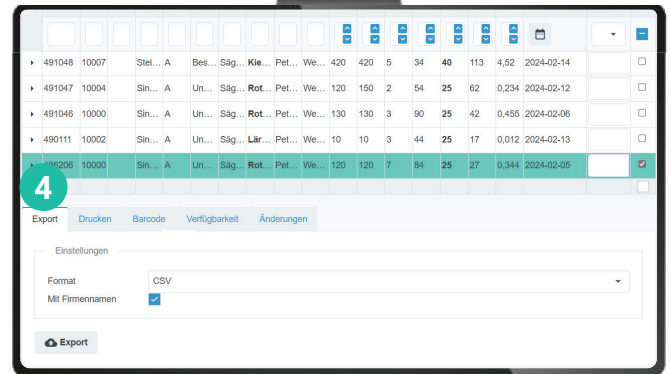 491048 10007 Stei... A Bes... Säg... Kie... Pet... We... 420 420 5 34 40 113 4,52 2024-02-14
491047 10004 Sin... A Un... Säg... Rot... Pet... We... 120 150 2 54 25 62 0,234 2024-02-12
491046 10000 Sin... A Un... Säg... Rot... Pet... We... 130 130 3 90 25 42 0,455 2024-02-06
490111 10002 Sin... A Un... Säg... Lär... Pet... We... 10 10 3 44 25 17 0,012 2024-02-13
10000 Sin... A Un... Säg... Rot... Pet... We... 120 120 7 84 25 27 0,344 2024-02-05
4
Export Drucken Barcode Verfügbarkeit Änderungen
Einstellungen
Format CSV
Mit Firmennamen
Export